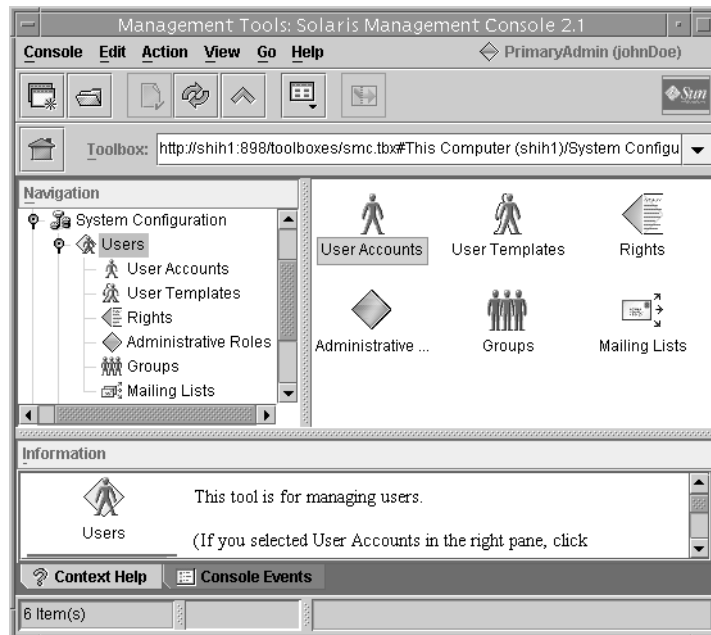 Management Tools: Solaris Management Console 2.1
Console Edit Action View Go Help
PrimaryAdmin (johnDoe)
Sun
Toolbox: http://shih1:898/toolboxes/smc.tbx#This Computer (shih1)/System Configu
Navigation
System Configuration
Users
User Accounts
User Templates
Rights
Administrative Roles
Groups
Mailing Lists
User Accounts
User Templates
Rights
Administrative ...
Groups
Mailing Lists
Information
Users
This tool is for managing users.
(If you selected User Accounts in the right pane, click
Context Help
Console Events
6 Item(s)